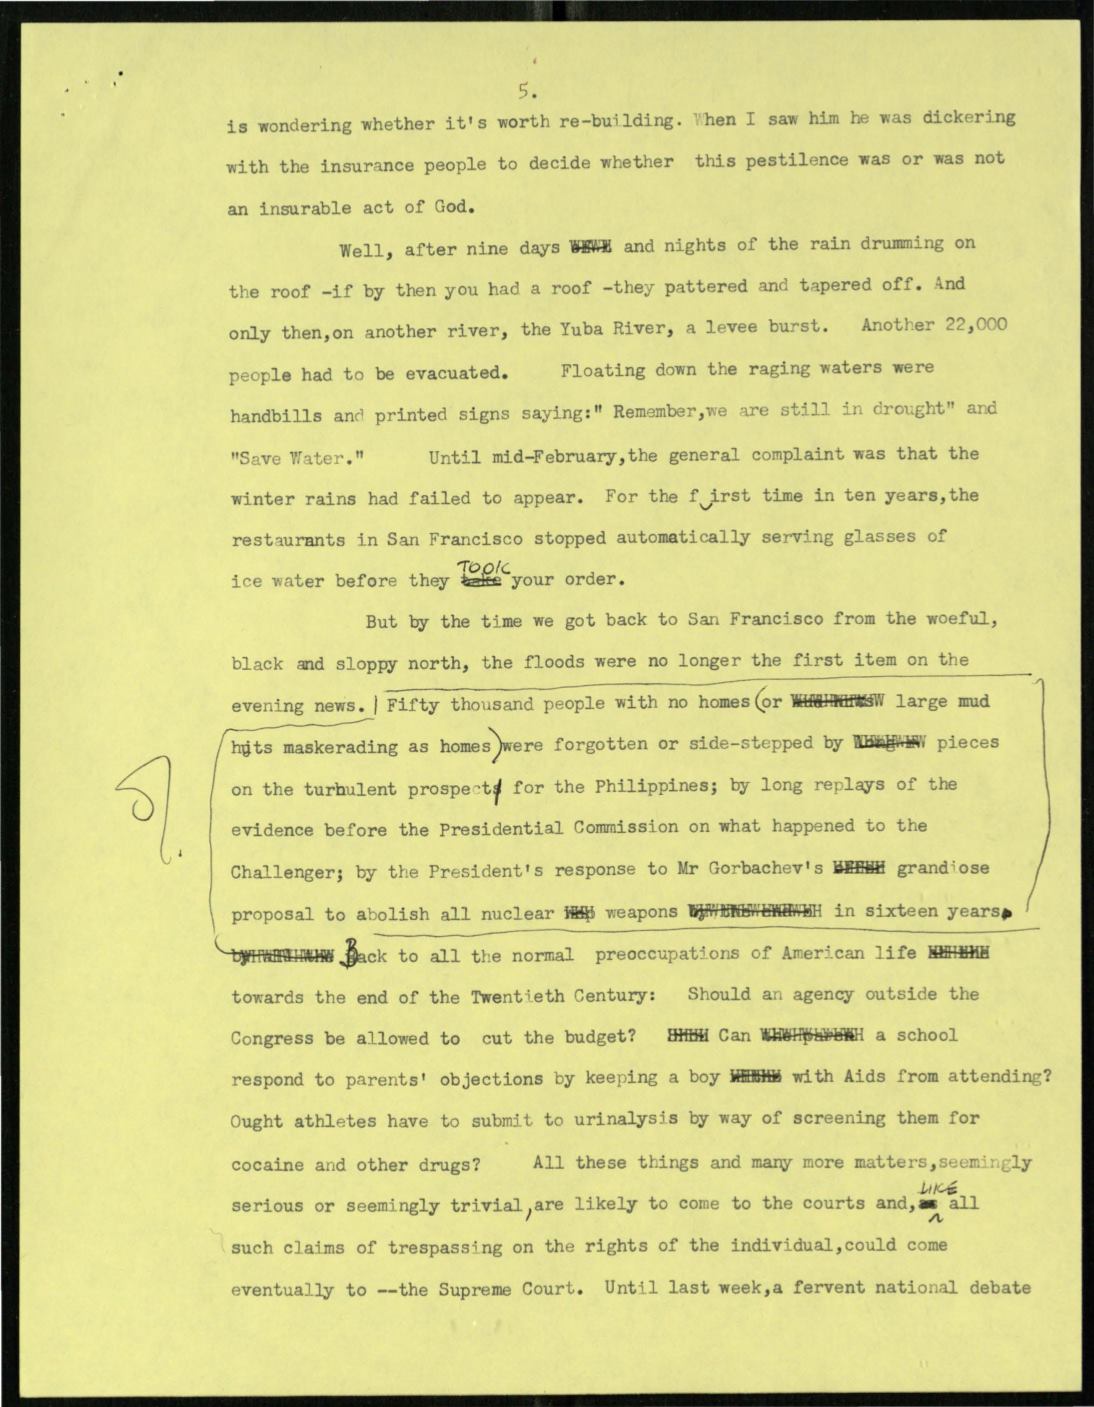 5.
is wondering whether it's worth re-building. When I saw him he was dickering
with the insurance people to decide whether this pestilence was or was not
an insurable act of God.
Well, after nine days and nights of the rain drumming on
the roof -if by then you had a roof -they pattered and tapered off. And
only then,on another river, the Yuba River, a levee burst. Another 22,000
people had to be evacuated. Floating down the raging waters were
handbills and printed signs saying:" Remember,we are still in drought" and
"Save Water." Until mid-February,the general complaint was that the
winter rains had failed to appear. For the first time in ten years,the
restaurants in San Francisco stopped automatically serving glasses of
ice water before they TOOK your order.
But by the time we got back to San Francisco from the woeful,
black and sloppy north, the floods were no longer the first item on the
evening news. | Fifty thousand people with no homes (or large mud
huts maskerading as homes) were forgotten or side-stepped by pieces
on the turbulent prospect for the Philippines; by long replays of the
evidence before the Presidential Commission on what happened to the
Challenger; by the President's response to Mr Gorbachev's grandiose
proposal to abolish all nuclear weapons in sixteen years.
Back to all the normal preoccupations of American life
towards the end of the Twentieth Century: Should an agency outside the
Congress be allowed to cut the budget? Can a school
respond to parents' objections by keeping a boy with Aids from attending?
Ought athletes have to submit to urinalysis by way of screening them for
cocaine and other drugs? All these things and many more matters,seemingly
serious or seemingly trivial,are likely to come to the courts and, LIKE all
such claims of trespassing on the rights of the individual,could come
eventually to --the Supreme Court. Until last week,a fervent national debate